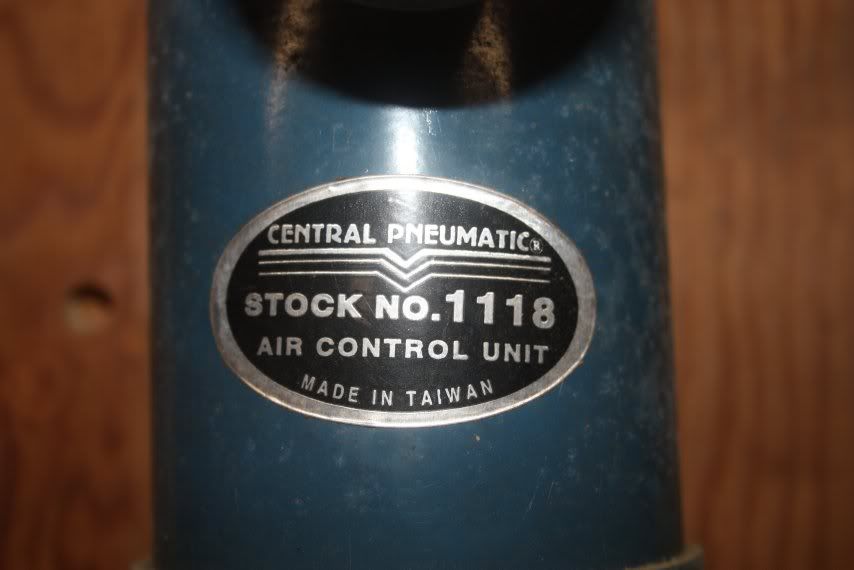 CENTRAL PNEUMATIC®
STOCK NO. 1118
AIR CONTROL UNIT
MADE IN TAIWAN